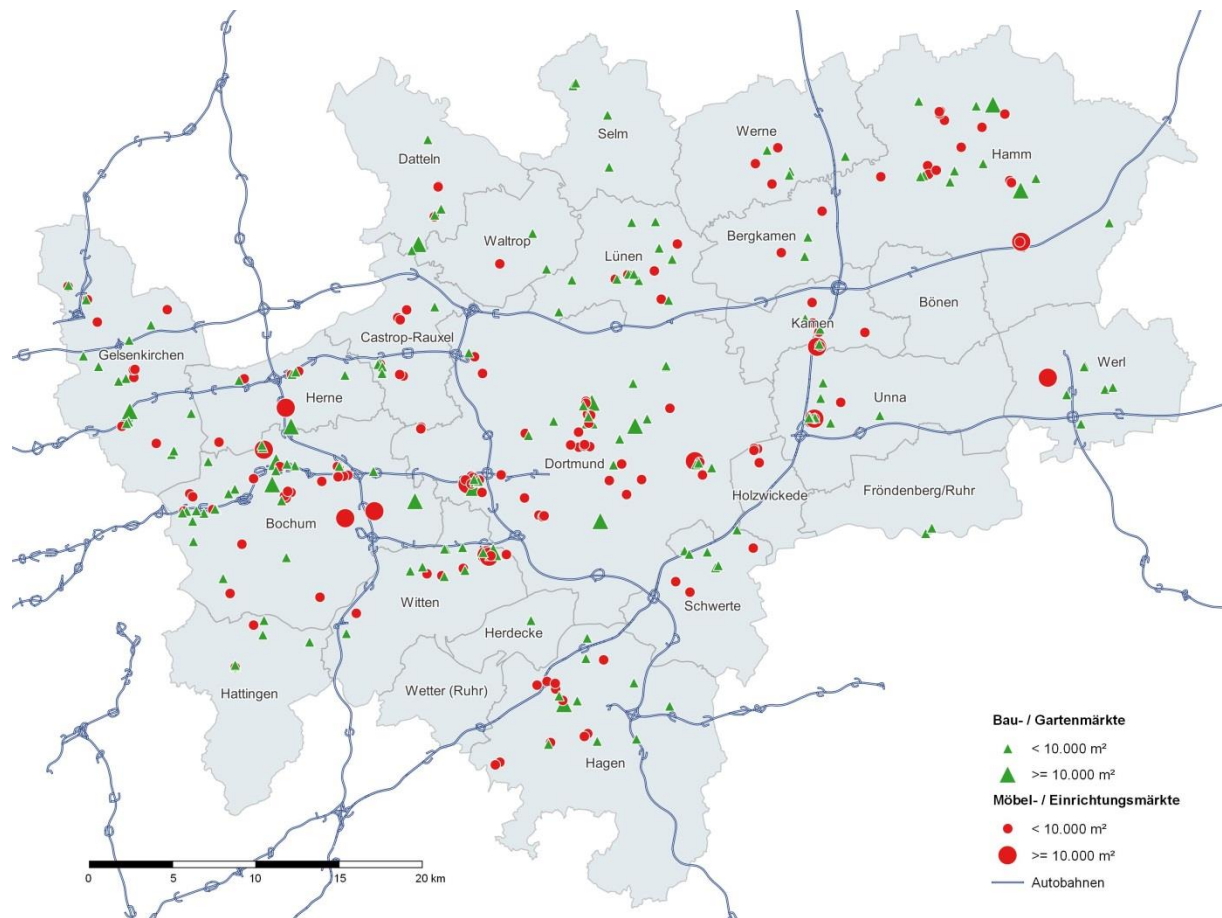 Selm
Werne
Datteln
Hamm
Waltrop
Lünen
Bergkamen
Bönen
Kamen
Castrop-Rauxel
Gelsenkirchen
Werl
Herne
Unna
Dortmund
Holzwickede
Fröndenberg/Ruhr
Bochum
Witten
Schwerte
Herdecke
Wetter (Ruhr)
Hattingen
Hagen
Bau- / Gartenmärkte
< 10.000 m²
>= 10.000 m²
Möbel- / Einrichtungsmärkte
< 10.000 m²
>= 10.000 m²
Autobahnen
0 5 10 15 20 km